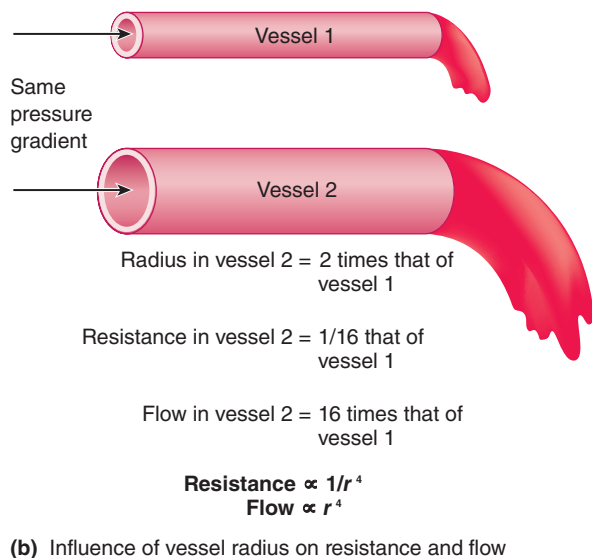 Vessel 1
Same
pressure
gradient
Vessel 2
Radius in vessel 2 = 2 times that of
vessel 1
Resistance in vessel 2 = 1/16 that of
vessel 1
Flow in vessel 2 = 16 times that of
vessel 1
Resistance ∝ 1/r⁴
Flow ∝ r⁴
(b) Influence of vessel radius on resistance and flow